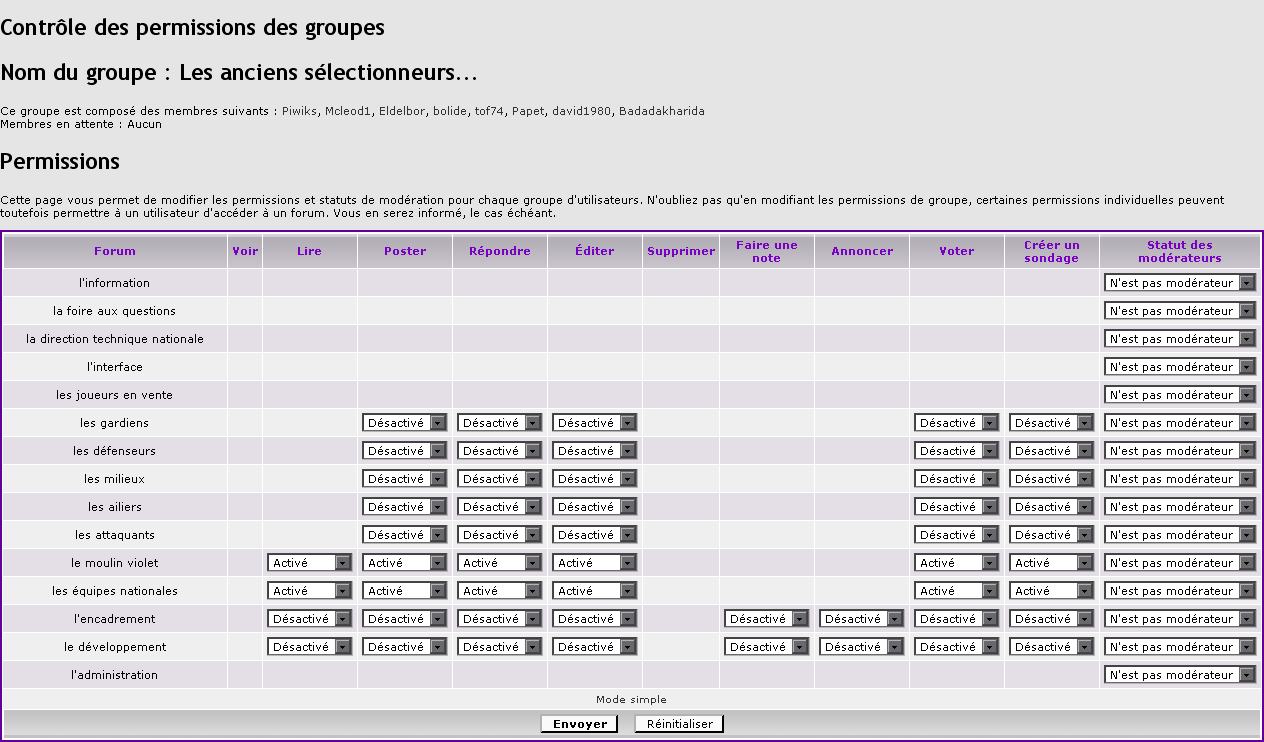 Contrôle des permissions des groupes
Nom du groupe : Les anciens sélectionneurs...
Ce groupe est composé des membres suivants : Piwiks, Mcleod1, Eldelbor, bolide, tof74, Papet, david1980, Badadakharida
Membres en attente : Aucun
Permissions
Cette page vous permet de modifier les permissions et statuts de modération pour chaque groupe d'utilisateurs. N'oubliez pas qu'en modifiant les permissions de groupe, certaines permissions individuelles peuvent
toutefois permettre à un utilisateur d'accéder à un forum. Vous en serez informé, le cas échéant.
Forum Voir Lire Poster Répondre Éditer Supprimer Faire une note Annoncer Voter Créer un sondage Statut des modérateurs
l'information N'est pas modérateur
la foire aux questions N'est pas modérateur
la direction technique nationale N'est pas modérateur
l'interface N'est pas modérateur
les joueurs en vente N'est pas modérateur
les gardiens Désactivé Désactivé Désactivé Désactivé Désactivé N'est pas modérateur
les défenseurs Désactivé Désactivé Désactivé Désactivé Désactivé N'est pas modérateur
les milieux Désactivé Désactivé Désactivé Désactivé Désactivé N'est pas modérateur
les ailiers Désactivé Désactivé Désactivé Désactivé Désactivé N'est pas modérateur
les attaquants Désactivé Désactivé Désactivé Désactivé Désactivé N'est pas modérateur
le moulin violet Activé Activé Activé Activé Activé Activé N'est pas modérateur
les équipes nationales Activé Activé Activé Activé Activé Activé N'est pas modérateur
l'encadrement Désactivé Désactivé Désactivé Désactivé Désactivé Désactivé Désactivé Désactivé N'est pas modérateur
le développement Désactivé Désactivé Désactivé Désactivé Désactivé Désactivé Désactivé Désactivé N'est pas modérateur
l'administration N'est pas modérateur
Mode simple
Envoyer Réinitialiser